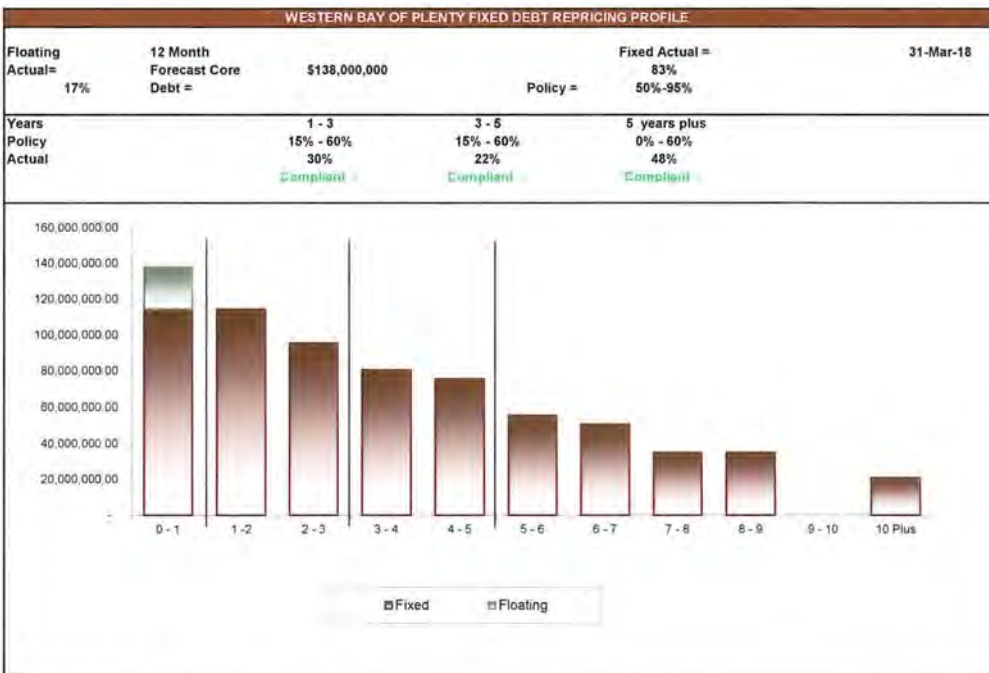 WESTERN BAY OF PLENTY FIXED DEBT REPRICING PROFILE
Floating 12 Month Fixed Actual = 31-Mar-18
Actual= Forecast Core $138,000,000 83%
17% Debt = Policy = 50%-95%
Years 1 - 3 3 - 5 5 years plus
Policy 15% - 60% 15% - 60% 0% - 60%
Actual 30% 22% 48%
Compliant Compliant Compliant
160,000,000.00
140,000,000.00
120,000,000.00
100,000,000.00
80,000,000.00
60,000,000.00
40,000,000.00
20,000,000.00
-
0 - 1 1-2 2 - 3 3 - 4 4 - 5 5 - 6 6 - 7 7 - 8 8 - 9 9 - 10 10 Plus
Fixed Floating